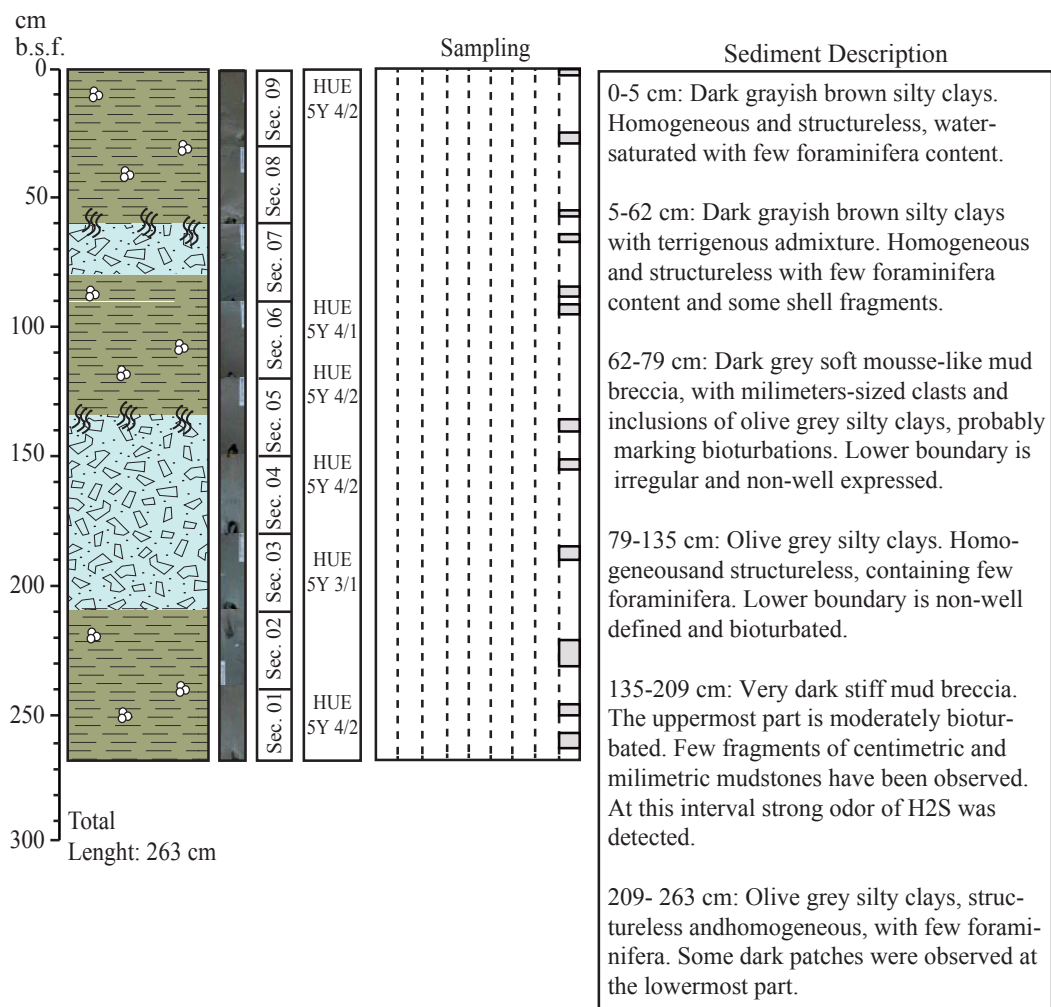 cm
b.s.f.
Sampling
Sediment Description
0
50
100
150
200
250
300
Sec. 09
Sec. 08
Sec. 07
Sec. 06
Sec. 05
Sec. 04
Sec. 03
Sec. 02
Sec. 01
HUE
5Y 4/2
HUE
5Y 4/1
HUE
5Y 4/2
HUE
5Y 4/2
HUE
5Y 3/1
HUE
5Y 4/2
Total
Lenght: 263 cm
0-5 cm: Dark grayish brown silty clays.
Homogeneous and structureless, water-
saturated with few foraminifera content.
5-62 cm: Dark grayish brown silty clays
with terrigenous admixture. Homogeneous
and structureless with few foraminifera
content and some shell fragments.
62-79 cm: Dark grey soft mousse-like mud
breccia, with milimeters-sized clasts and
inclusions of olive grey silty clays, probably
marking bioturbations. Lower boundary is
irregular and non-well expressed.
79-135 cm: Olive grey silty clays. Homo-
geneousand structureless, containing few
foraminifera. Lower boundary is non-well
defined and bioturbated.
135-209 cm: Very dark stiff mud breccia.
The uppermost part is moderately biotur-
bated. Few fragments of centimetric and
milimetric mudstones have been observed.
At this interval strong odor of H2S was
detected.
209- 263 cm: Olive grey silty clays, struc-
tureless andhomogeneous, with few forami-
nifera. Some dark patches were observed at
the lowermost part.